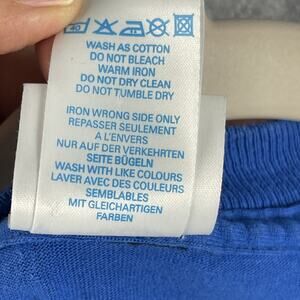 40
WASH AS COTTON
DO NOT BLEACH
WARM IRON
DO NOT DRY CLEAN
DO NOT TUMBLE DRY
IRON WRONG SIDE ONLY
REPASSER SEULEMENT
A L'ENVERS
NUR AUF DER VERKEHRTEN
SEITE BÜGELN
WASH WITH LIKE COLOURS
LAVER AVEC DES COULEURS
SEMBLABLES
MIT GLEICHARTIGEN
FARBEN